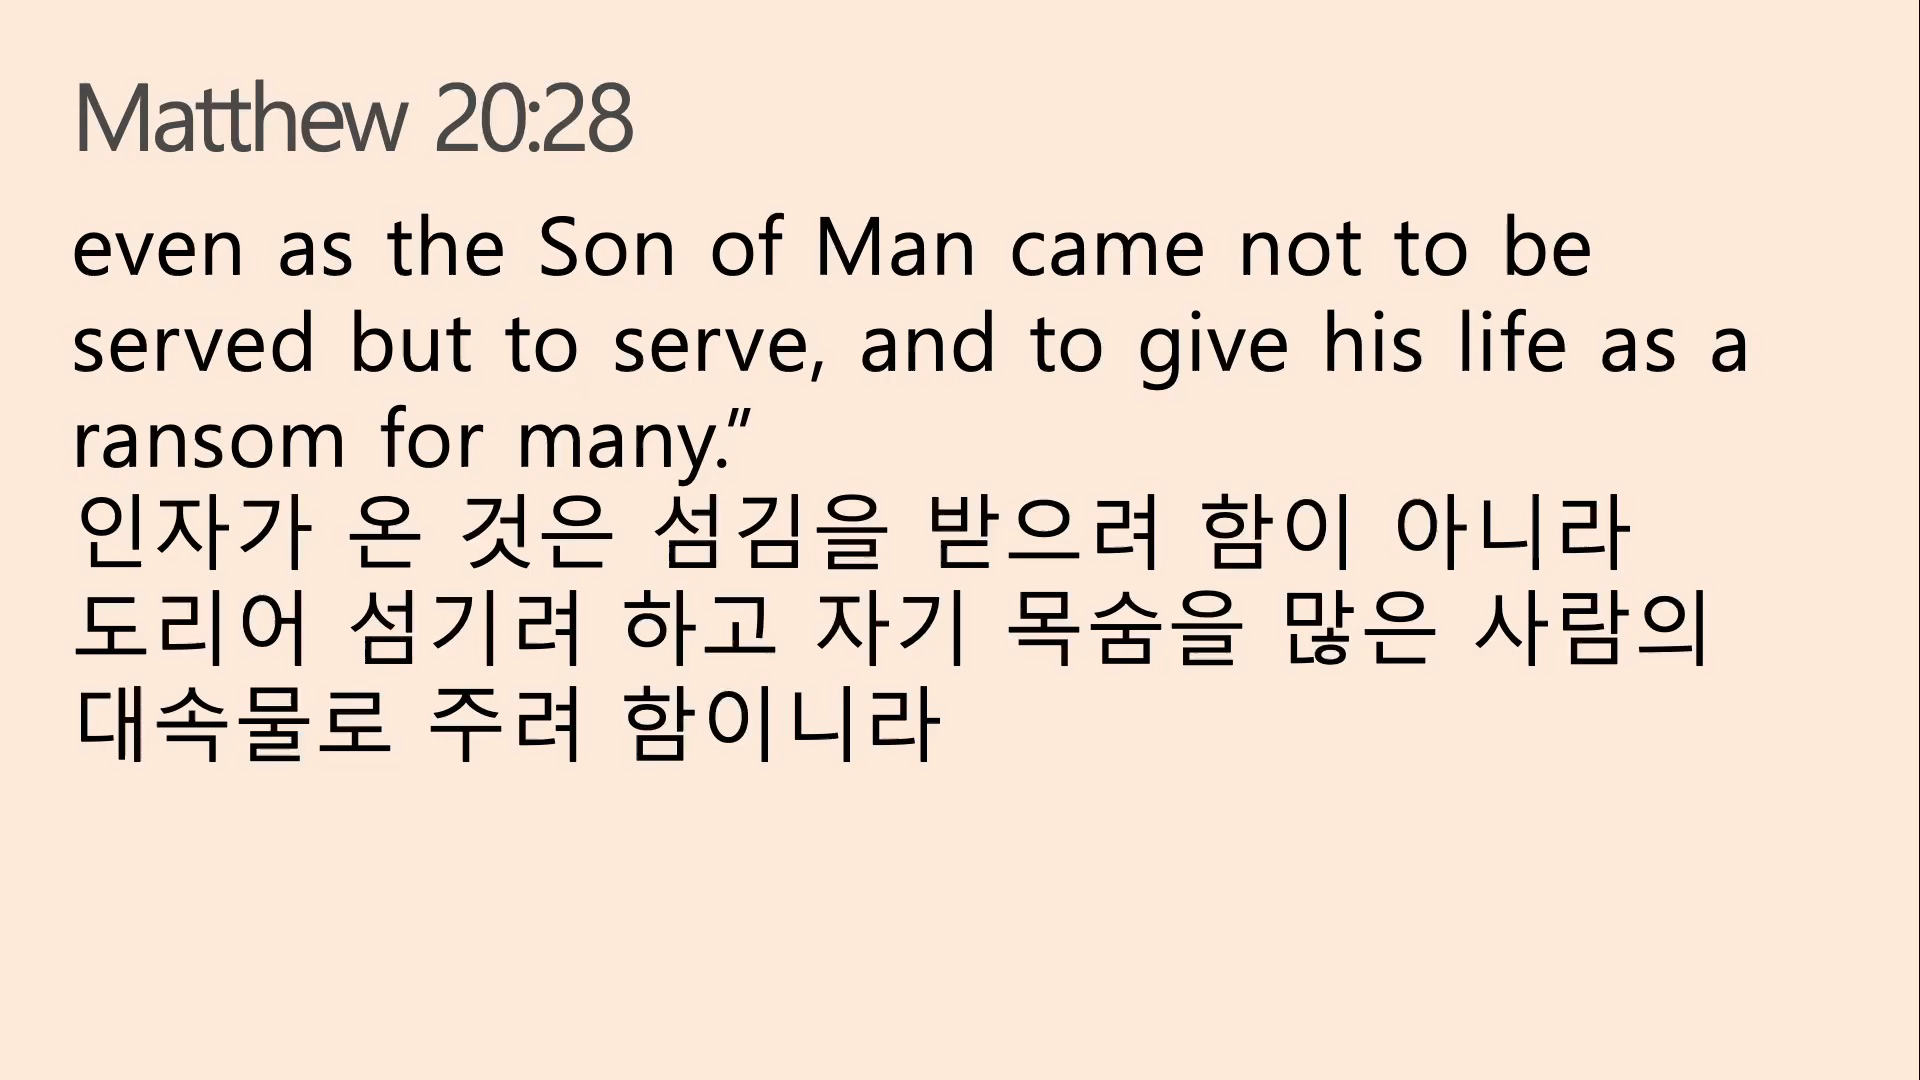 Matthew 20:28
even as the Son of Man came not to be
served but to serve, and to give his life as a
ransom for many.”
인자가 온 것은 섬김을 받으려 함이 아니라
도리어 섬기려 하고 자기 목숨을 많은 사람의
대속물로 주려 함이니라